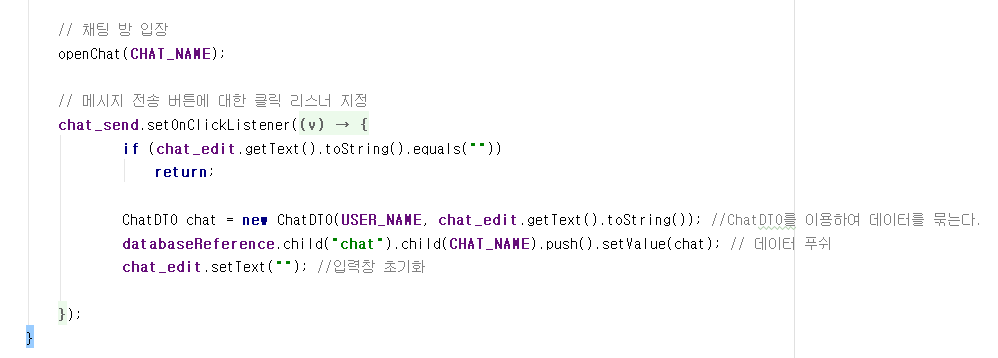 // 채팅 방 입장
openChat(CHAT_NAME);
// 메시지 전송 버튼에 대한 클릭 리스너 지정
chat_send.setOnClickListener((v) → {
if (chat_edit.getText().toString().equals(""))
return;
ChatDTO chat = new ChatDTO(USER_NAME, chat_edit.getText().toString()); //ChatDTO를 이용하여 데이터를 묶는다.
databaseReference.child("chat").child(CHAT_NAME).push().setValue(chat); // 데이터 푸쉬
chat_edit.setText(""); //입력창 초기화
});
}